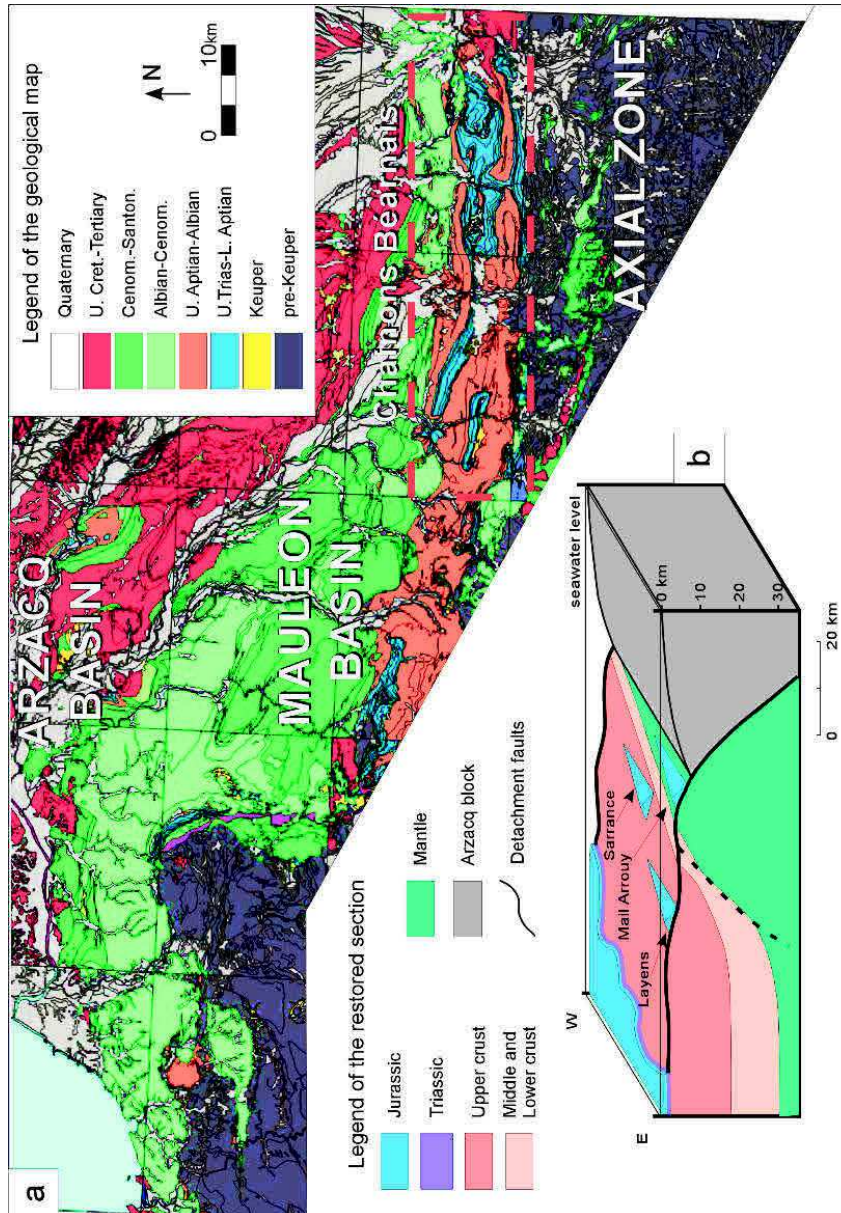 a
ARZACQ
BASIN
MAULEON
BASIN
Chainons Bearnais
AXIAL ZONE
Legend of the geological map
Quaternary
U. Cret.-Tertiary
Cenom.-Santon.
Albian-Cenom.
U. Aptian-Albian
U.Trias-L. Aptian
Keuper
pre-Keuper
N
0 10km
Legend of the restored section
Jurassic
Triassic
Upper crust
Middle and
Lower crust
Mantle
Arzacq block
Detachment faults
b
E
W
Layens
Mail Arrouy
Sarrance
seawater level
0 km
10
20
30
0 20 km